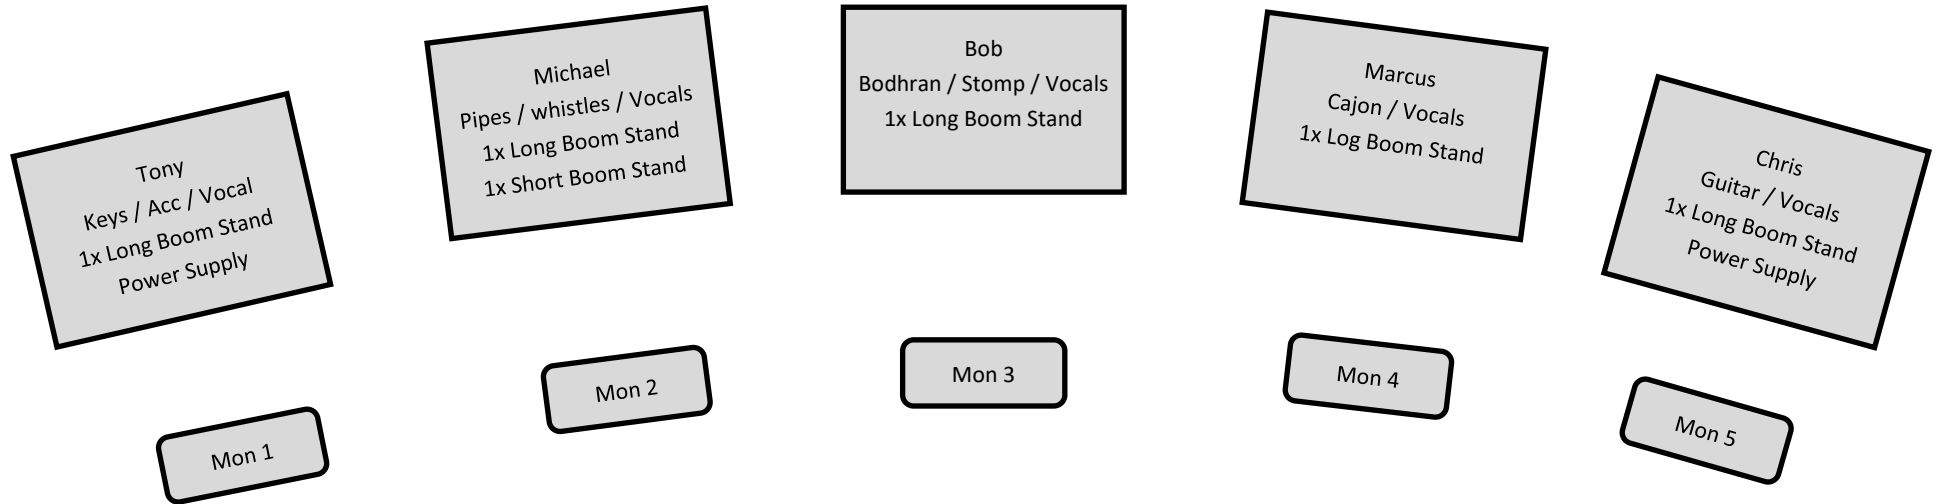 Tony
Keys / Acc / Vocal
1x Long Boom Stand
Power Supply
Michael
Pipes / whistles / Vocals
1x Long Boom Stand
1x Short Boom Stand
Bob
Bodhran / Stomp / Vocals
1x Long Boom Stand
Marcus
Cajon / Vocals
1x Log Boom Stand
Chris
Guitar / Vocals
1x Long Boom Stand
Power Supply
Mon 1
Mon 2
Mon 3
Mon 4
Mon 5